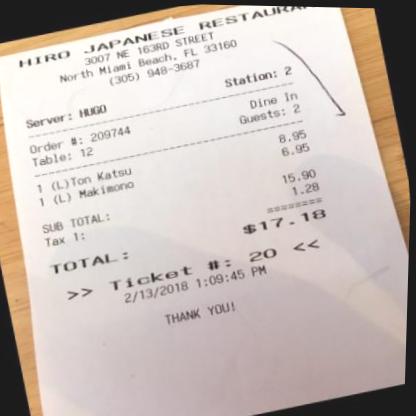 HIRO JAPANESE RESTAURA
3007 NE 163RD STREET
North Miami Beach, FL 33160
(305) 948-3687
Station: 2
Server: HUGO
Order #: 209744
Dine In
Table: 12
Guests: 2
1 (L)Ton Katsu 8.95
1 (L) Makimono 6.95
SUB TOTAL: 15.90
Tax 1: 1.28
========
TOTAL: $17.18
>> Ticket #: 20 <<
2/13/2018 1:09:45 PM
THANK YOU!